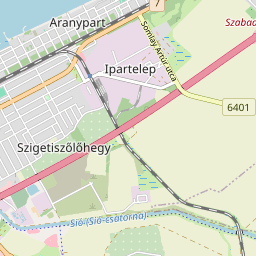 Aranypart
7
Szabad
Somlay Artúr utca
Ipartelep
6401
Szigetiszőlőhegy
Sió (Sió-csatorna)